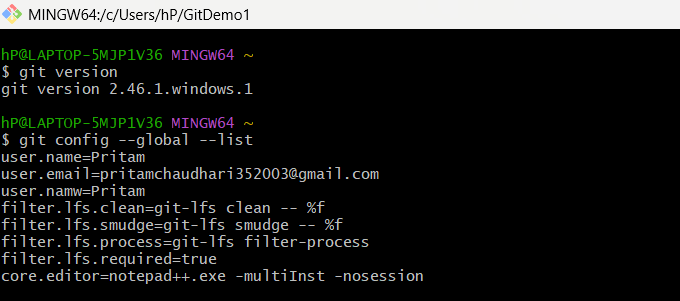 MINGW64:/c/Users/hP/GitDemo1
hP@LAPTOP-5MJP1V36 MINGW64 ~
$ git version
git version 2.46.1.windows.1
hP@LAPTOP-5MJP1V36 MINGW64 ~
$ git config --global --list
user.name=Pritam
user.email=pritamchaudhari352003@gmail.com
user.namw=Pritam
filter.lfs.clean=git-lfs clean -- %f
filter.lfs.smudge=git-lfs smudge -- %f
filter.lfs.process=git-lfs filter-process
filter.lfs.required=true
core.editor=notepad++.exe -multiInst -nosession